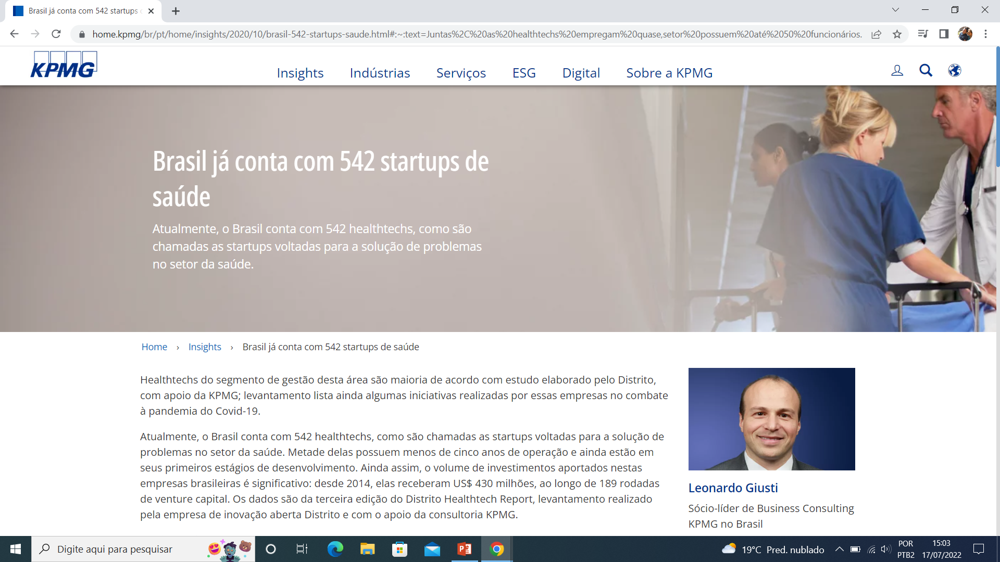 Brasil já conta com 542 startups
home.kpmg/br/pt/home/insights/2020/10/brasil-542-startups-saude.html#:~:text=Juntas%2C%20as%20healthtechs%20empregam%20quase,setor%20possuem%20até%2050%20funcionários.
KPMG
Insights
Indústrias
Serviços
ESG
Digital
Sobre a KPMG
Brasil já conta com 542 startups de
saúde
Atualmente, o Brasil conta com 542 healthtechs, como são
chamadas as startups voltadas para a solução de problemas
no setor da saúde.
Home › Insights › Brasil já conta com 542 startups de saúde
Healthtechs do segmento de gestão desta área são maioria de acordo com estudo elaborado pelo Distrito,
com apoio da KPMG; levantamento lista ainda algumas iniciativas realizadas por essas empresas no combate
à pandemia do Covid-19.
Atualmente, o Brasil conta com 542 healthtechs, como são chamadas as startups voltadas para a solução de
problemas no setor da saúde. Metade delas possuem menos de cinco anos de operação e ainda estão em
seus primeiros estágios de desenvolvimento. Ainda assim, o volume de investimentos aportados nestas
empresas brasileiras é significativo: desde 2014, elas receberam US$ 430 milhões, ao longo de 189 rodadas
de venture capital. Os dados são da terceira edição do Distrito Healthtech Report, levantamento realizado
pela empresa de inovação aberta Distrito e com o apoio da consultoria KPMG.
Leonardo Giusti
Sócio-líder de Business Consulting
KPMG no Brasil
Digite aqui para pesquisar
19°C Pred. nublado
POR
PTB2
15:03
17/07/2022